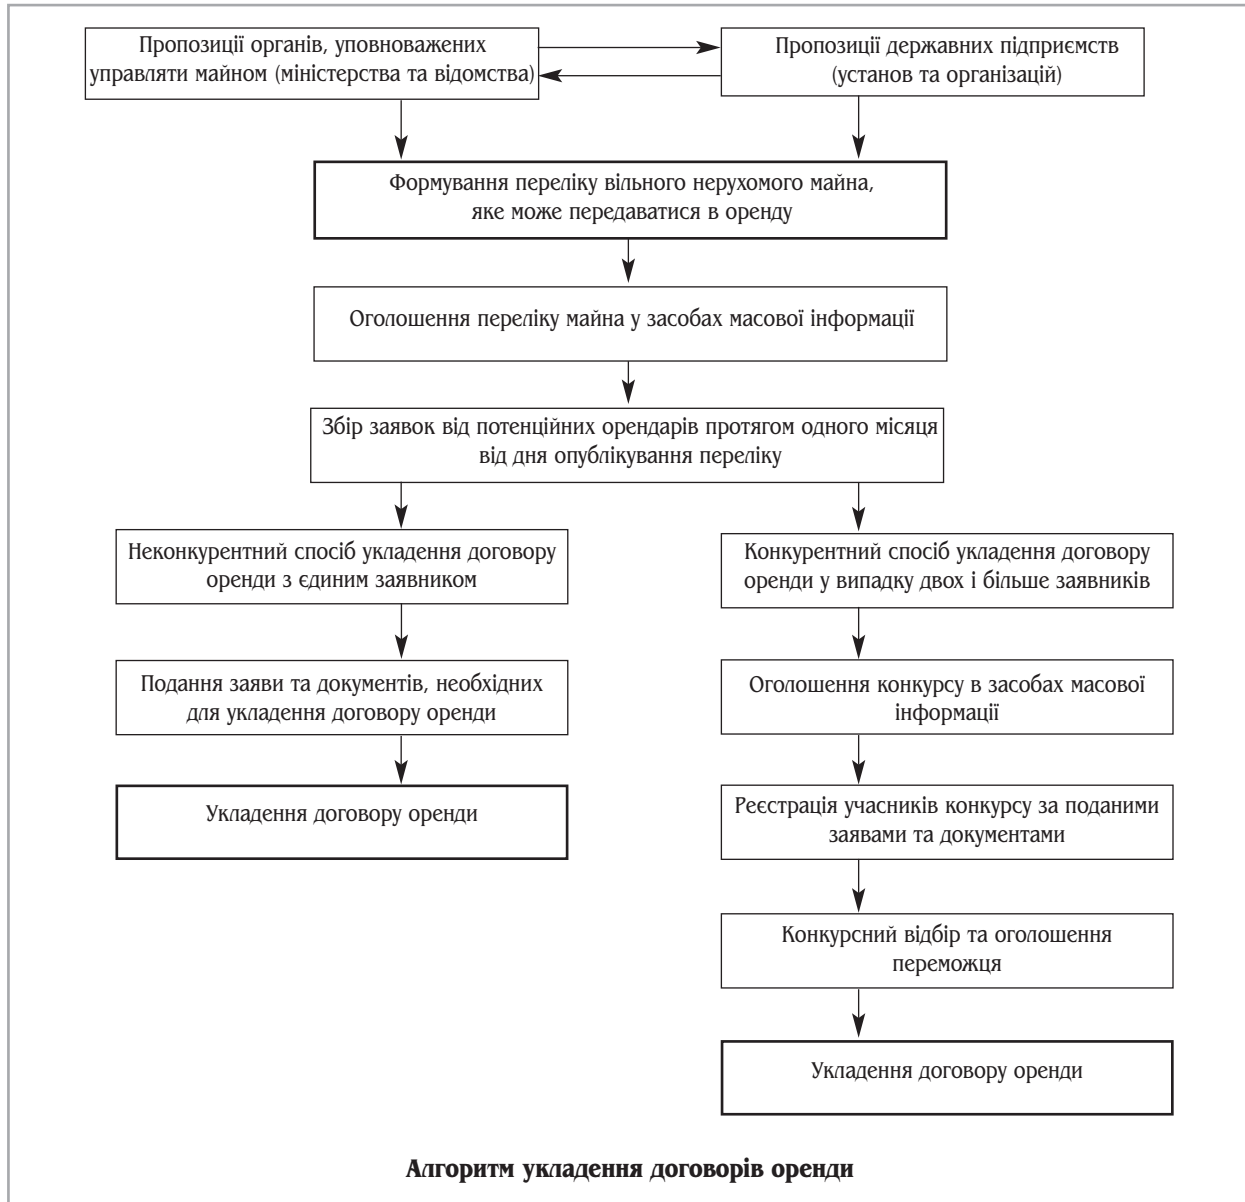 Пропозиції органів, уповноважених
управляти майном (міністерства та відомства)
Пропозиції державних підприємств
(установ та організацій)
Формування переліку вільного нерухомого майна,
яке може передаватися в оренду
Оголошення переліку майна у засобах масової інформації
Збір заявок від потенційних орендарів протягом одного місяця
від дня опублікування переліку
Неконкурентний спосіб укладення договору
оренди з єдиним заявником
Подання заяви та документів, необхідних
для укладення договору оренди
Укладення договору оренди
Конкурентний спосіб укладення договору
оренди у випадку двох і більше заявників
Оголошення конкурсу в засобах масової
інформації
Реєстрація учасників конкурсу за поданими
заявами та документами
Конкурсний відбір та оголошення
переможця
Укладення договору оренди
Алгоритм укладення договорів оренди